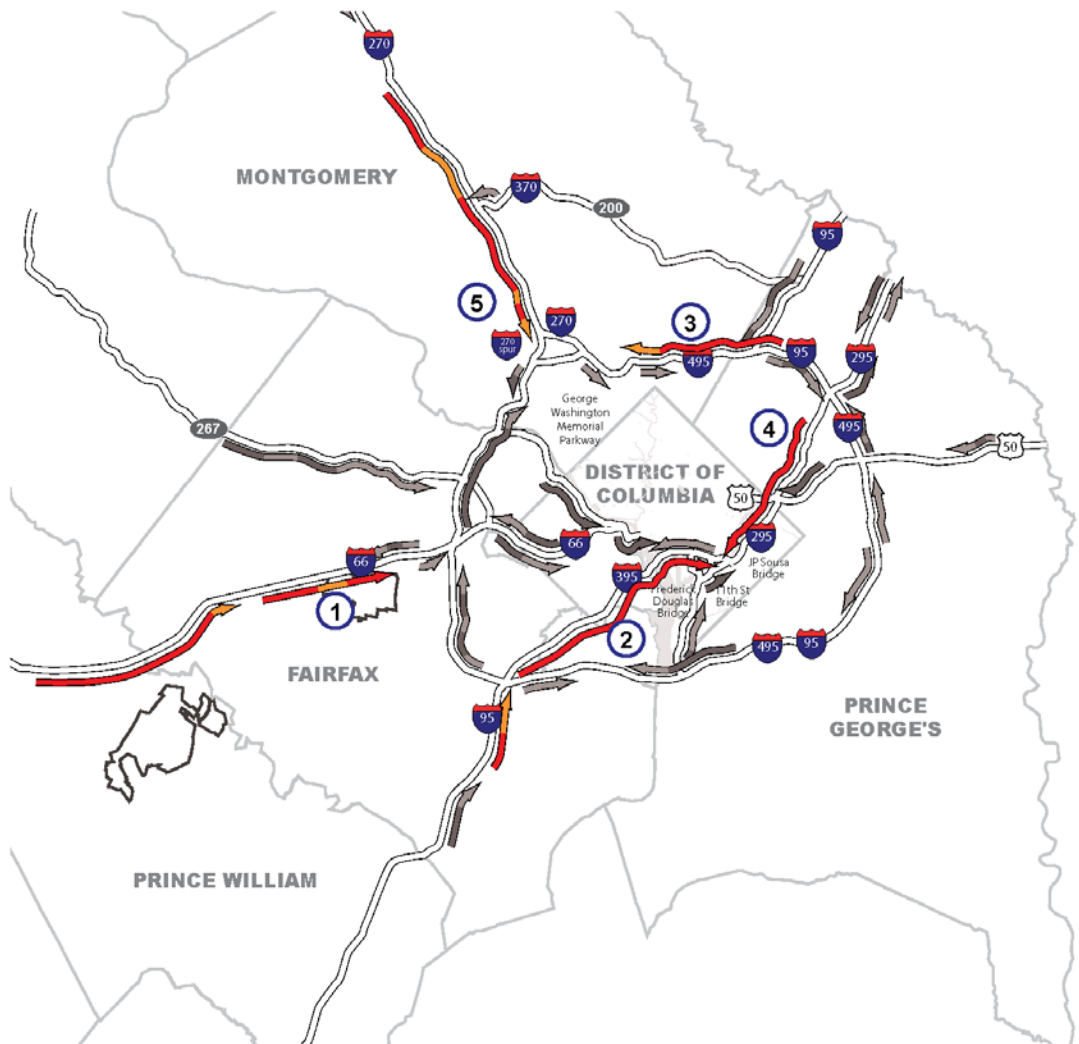 270
MONTGOMERY
370
200
95
5
270
3
270
spur
495
95
295
George
Washington
Memorial
Parkway
4
495
267
DISTRICT OF
COLUMBIA
50
50
66
66
295
JP Sousa
Bridge
395
Frederick
Douglas
Bridge
11th St
Bridge
1
2
495
95
FAIRFAX
95
PRINCE
GEORGE'S
PRINCE WILLIAM